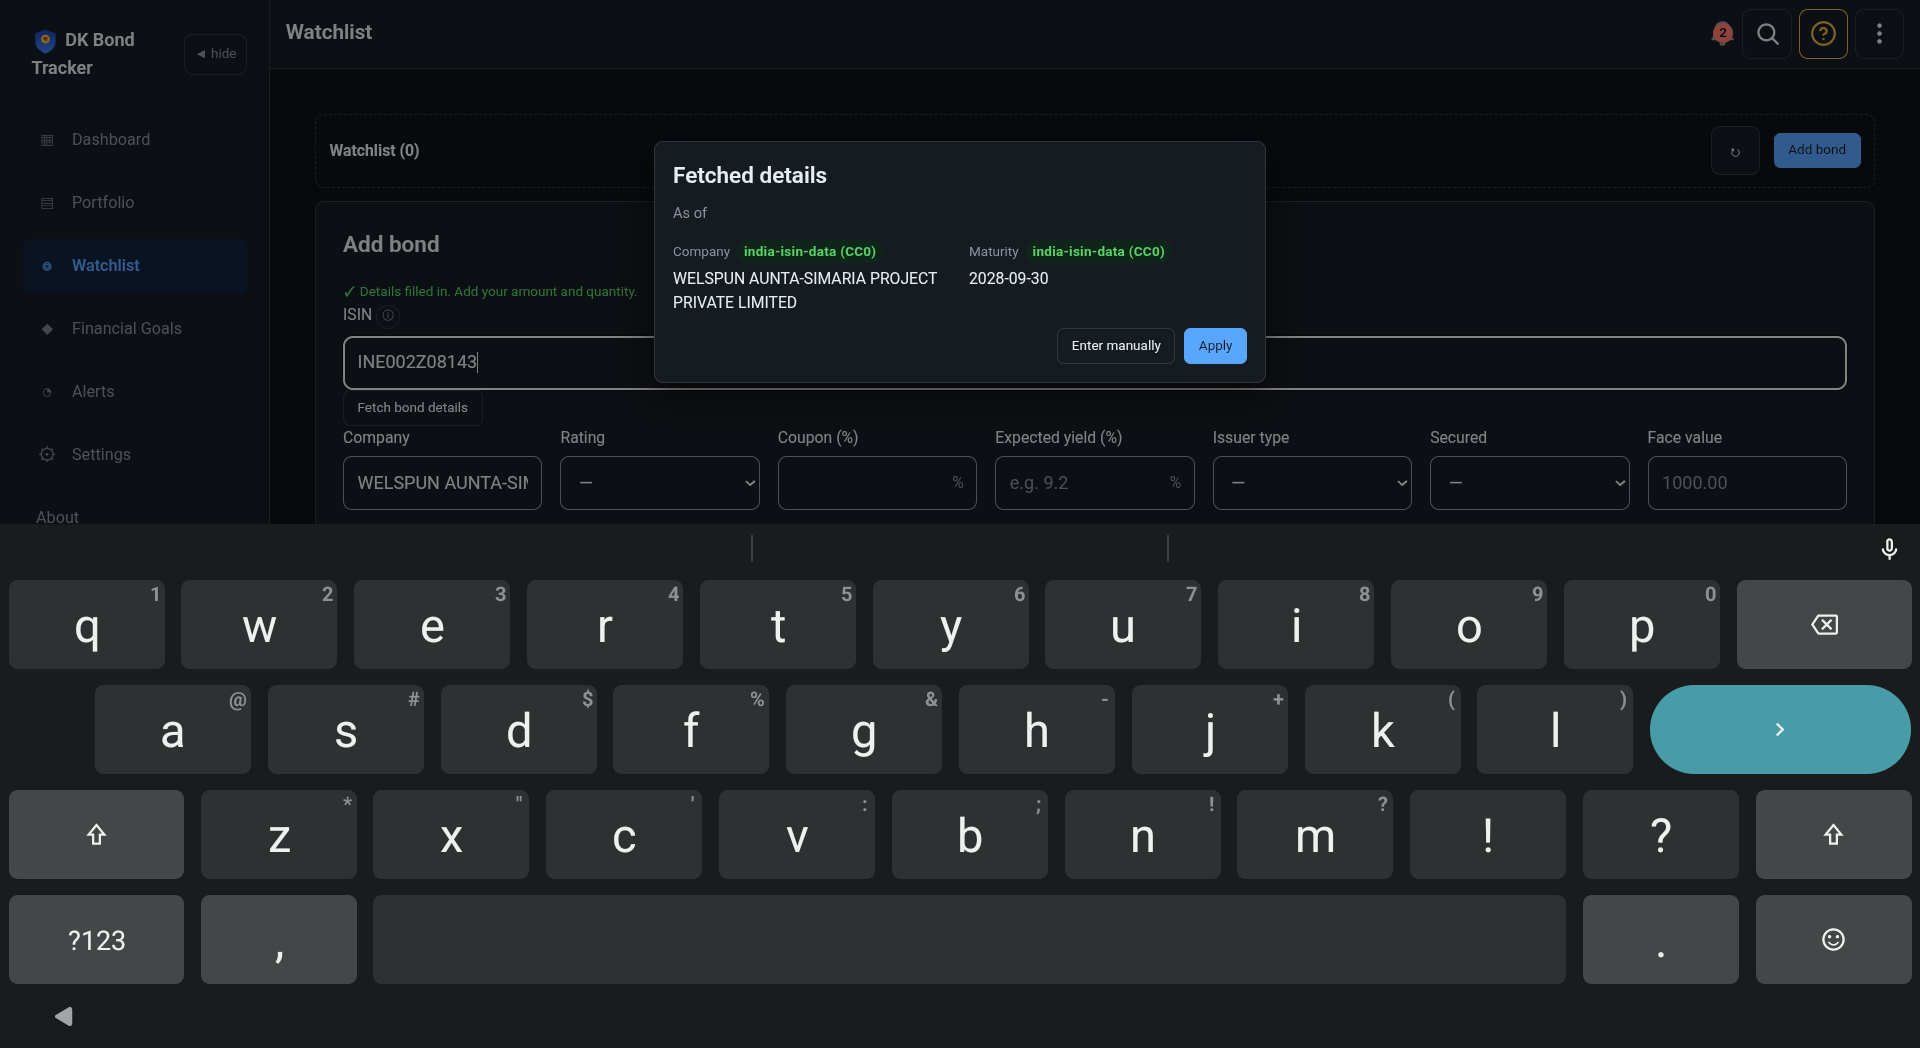 DK Bond Tracker
◄ hide
Dashboard
Portfolio
Watchlist
Financial Goals
Alerts
Settings
About
Watchlist
2
?
Watchlist (0)
↻
Add bond
Add bond
✓ Details filled in. Add your amount and quantity.
ISIN ⓘ
INE002Z08143
Fetch bond details
Company
Rating
Coupon (%)
Expected yield (%)
Issuer type
Secured
Face value
WELSPUN AUNTA-SIM
—
%
e.g. 9.2
%
—
—
1000.00
Fetched details
As of
Company india-isin-data (CC0)
WELSPUN AUNTA-SIMARIA PROJECT
PRIVATE LIMITED
Maturity india-isin-data (CC0)
2028-09-30
Enter manually
Apply
q 1 w 2 e 3 r 4 t 5 y 6 u 7 i 8 o 9 p 0
a @ s # d $ f % g & h - j + k ( l )
z * x " c ' v : b ; n ! m ? ! ?
?123 , .